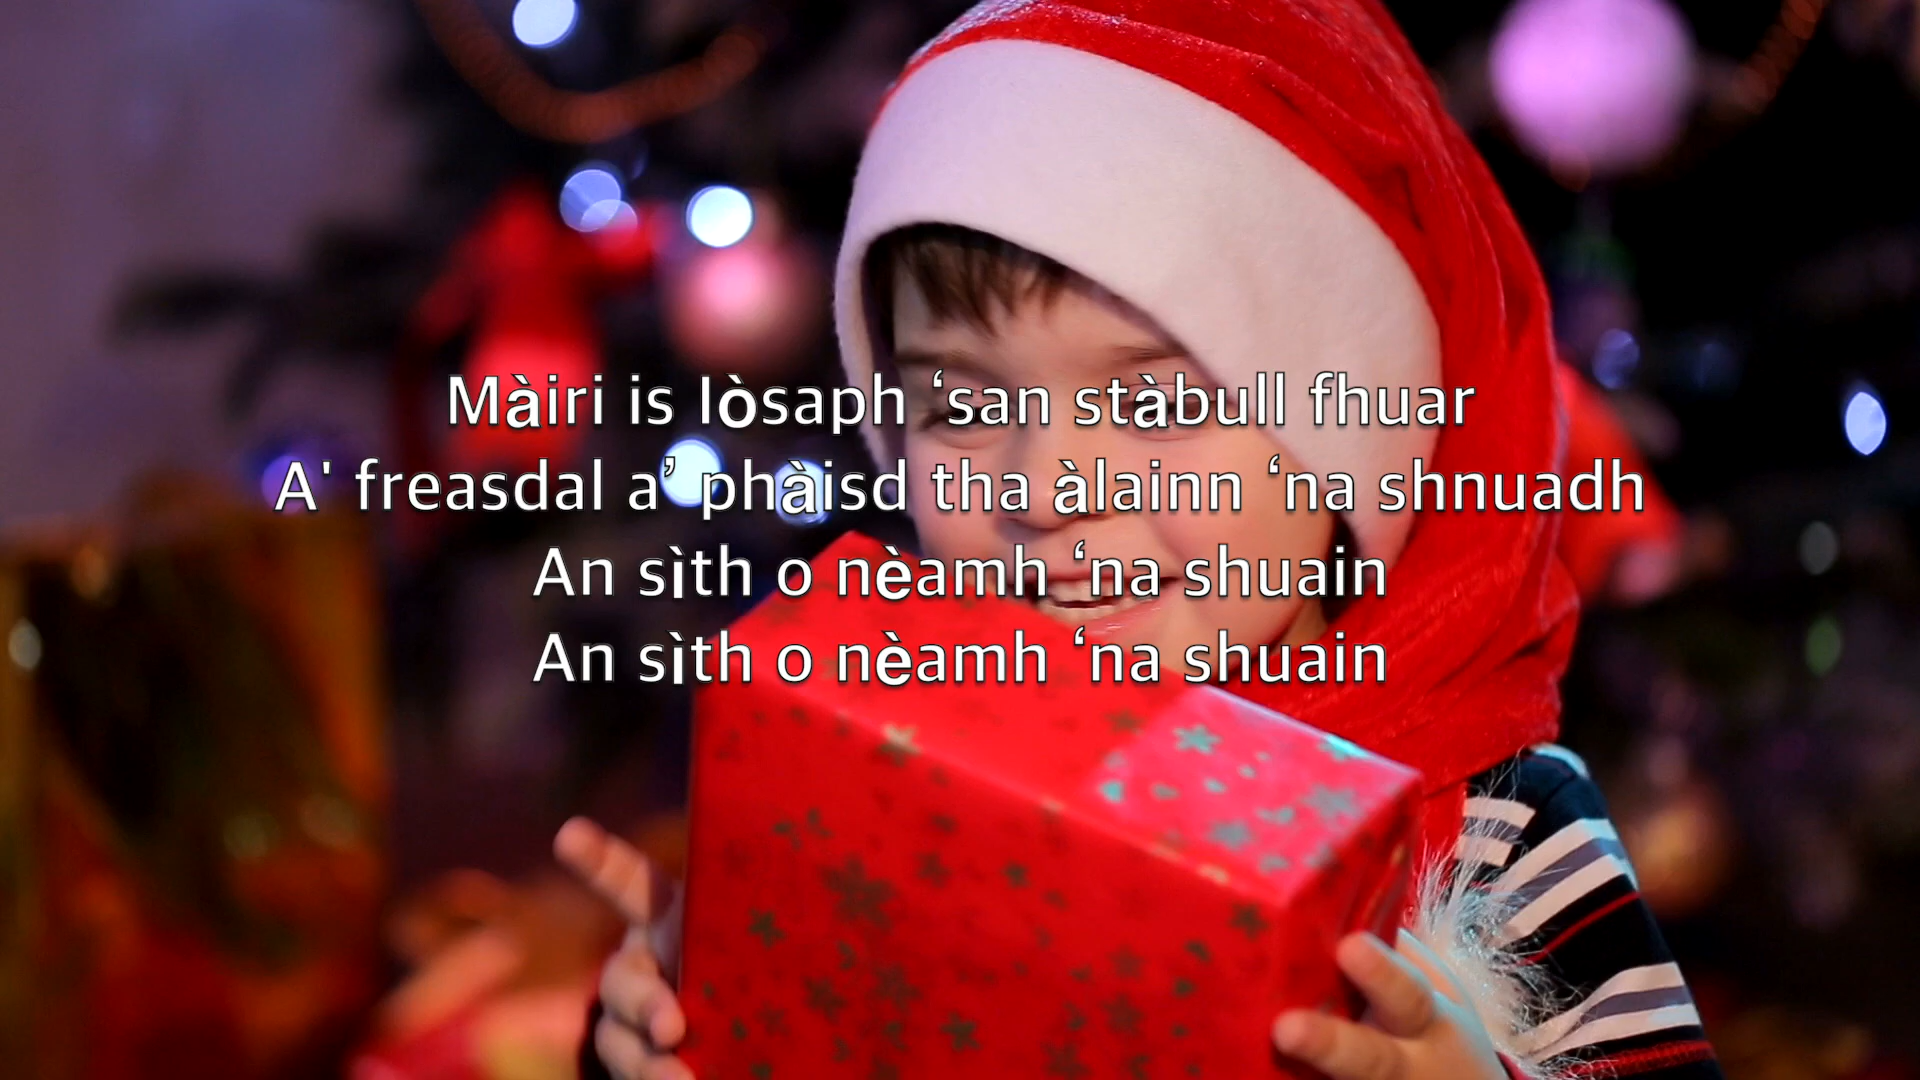 Màiri is Iòsaph ‘san stàbull fhuar
A' freasdal a’ phàisd tha àlainn ‘na shnuadh
An sìth o nèamh ‘na shuain
An sìth o nèamh ‘na shuain